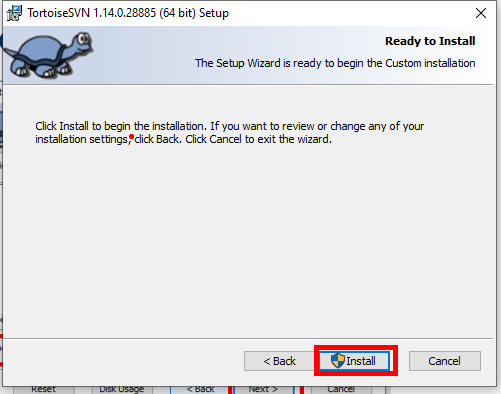 TortoiseSVN 1.14.0.28885 (64 bit) Setup
Ready to Install
The Setup Wizard is ready to begin the Custom installation
Click Install to begin the installation. If you want to review or change any of your
installation settings, click Back. Click Cancel to exit the wizard.
< Back
Install
Cancel
Reset
Disk Usage
< Back
Next >
Cancel